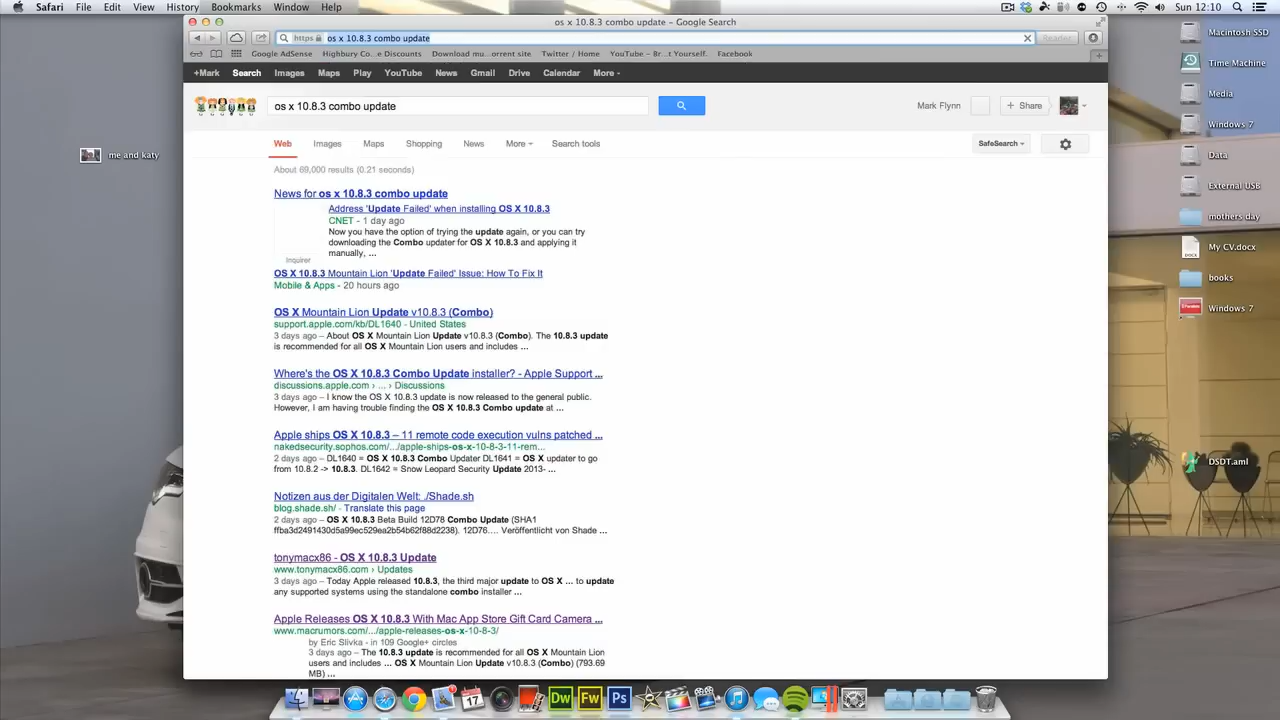 Safari File Edit View History Bookmarks Window Help
Sun 12:10
os x 10.8.3 combo update – Google Search
https os x 10.8.3 combo update
Reader
Google AdSense Highbury Co...e Discounts Download mu...orrent site Twitter / Home YouTube – Br...t Yourself. Facebook
+Mark Search Images Maps Play YouTube News Gmail Drive Calendar More
os x 10.8.3 combo update
Mark Flynn
+ Share
Web Images Maps Shopping News More Search tools
SafeSearch
About 69,000 results (0.21 seconds)
News for os x 10.8.3 combo update
Address 'Update Failed' when installing OS X 10.8.3
CNET - 1 day ago
Now you have the option of trying the update again, or you can try
downloading the Combo updater for OS X 10.8.3 and applying it
manually, ...
Inquirer
OS X 10.8.3 Mountain Lion 'Update Failed' Issue: How To Fix It
Mobile & Apps - 20 hours ago
OS X Mountain Lion Update v10.8.3 (Combo)
support.apple.com/kb/DL1640 - United States
3 days ago – About OS X Mountain Lion Update v10.8.3 (Combo). The 10.8.3 update
is recommended for all OS X Mountain Lion users and includes ...
Where's the OS X 10.8.3 Combo Update installer? - Apple Support ...
discussions.apple.com › ... › Discussions
3 days ago – I know the OS X 10.8.3 update is now released to the general public.
However, I am having trouble finding the OS X 10.8.3 Combo update at ...
Apple ships OS X 10.8.3 – 11 remote code execution vulns patched ...
nakedsecurity.sophos.com/.../apple-ships-os-x-10-8-3-11-rem...
2 days ago – DL1640 = OS X 10.8.3 Combo Updater DL1641 = OS X updater to go
from 10.8.2 -> 10.8.3. DL1642 = Snow Leopard Security Update 2013- ...
Notizen aus der Digitalen Welt: ./Shade.sh
blog.shade.sh/ - Translate this page
2 days ago – OS X 10.8.3 Beta Build 12D78 Combo Update (SHA1
ffba3d2491430d5a99ec529ea2b54b62f88d2238). 12D76.... Veröffentlicht von Shade ...
tonymacx86 - OS X 10.8.3 Update
www.tonymacx86.com › Updates
3 days ago – Today Apple released 10.8.3, the third major update to OS X ... to update
any supported systems using the standalone combo installer ...
Apple Releases OS X 10.8.3 With Mac App Store Gift Card Camera ...
www.macrumors.com/.../apple-releases-os-x-10-8-3/
by Eric Slivka - in 109 Google+ circles
3 days ago – The 10.8.3 update is recommended for all OS X Mountain Lion
users and includes ... OS X Mountain Lion Update v10.8.3 (Combo) (793.69
MB) ...
me and katy
Macintosh SSD
Time Machine
Media
Windows 7
Data
External USB
mothers day
My CV.docx
books
Windows 7
DSDT.aml
17
Dw
Fw
Ps